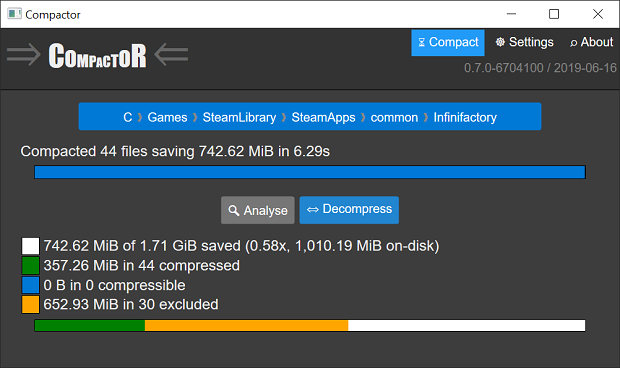 Compactor
COMPACTOR
Compact Settings About
0.7.0-6704100 / 2019-06-16
C Games SteamLibrary SteamApps common Infinifactory
Compacted 44 files saving 742.62 MiB in 6.29s
Analyse Decompress
742.62 MiB of 1.71 GiB saved (0.58x, 1,010.19 MiB on-disk)
357.26 MiB in 44 compressed
0 B in 0 compressible
652.93 MiB in 30 excluded